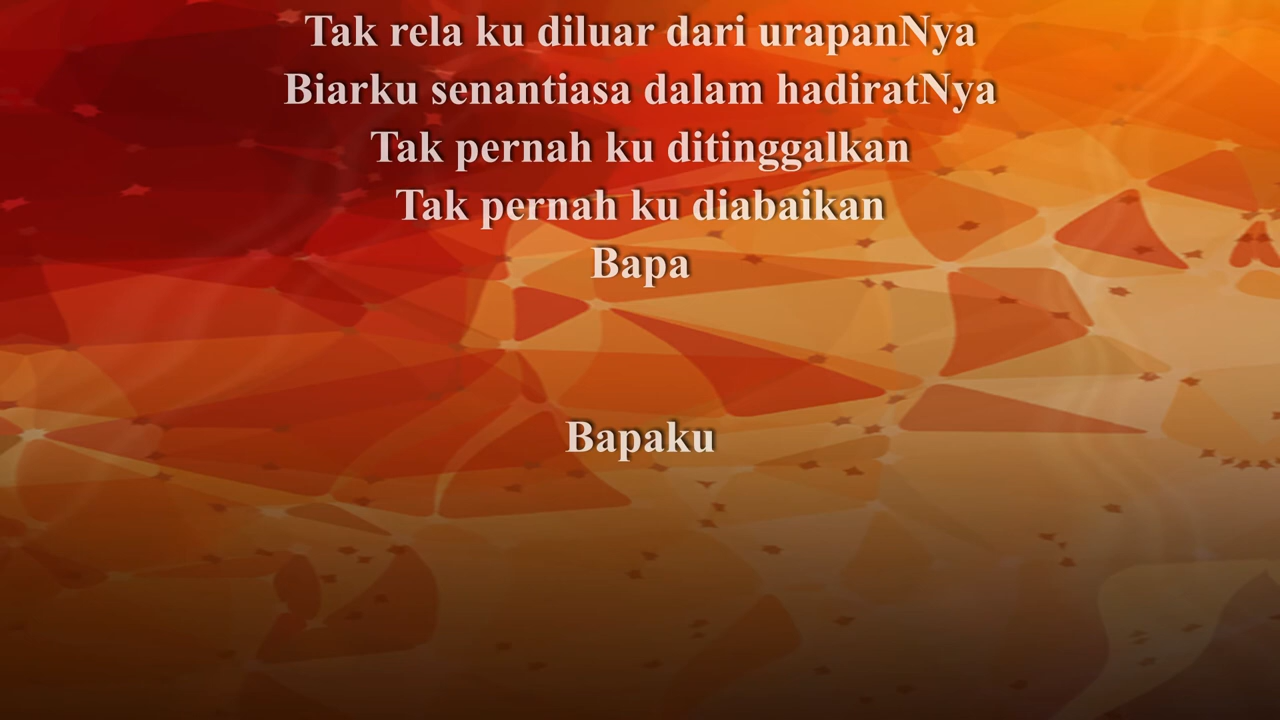 Tak rela ku diluar dari urapanNya
Biarku senantiasa dalam hadiratNya
Tak pernah ku ditinggalkan
Tak pernah ku diabaikan
Bapa
Bapaku